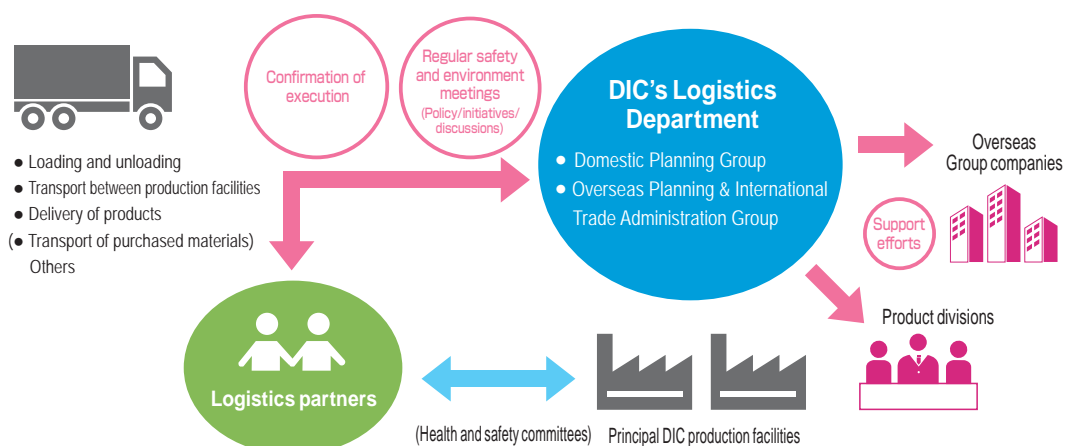 Confirmation of
execution
Regular safety
and environment
meetings
(Policy/initiatives/
discussions)
DIC's Logistics
Department
● Domestic Planning Group
● Overseas Planning & International
Trade Administration Group
Overseas
Group companies
Support
efforts
● Loading and unloading
● Transport between production facilities
● Delivery of products
(● Transport of purchased materials)
Others
Product divisions
Logistics partners
(Health and safety committees)
Principal DIC production facilities